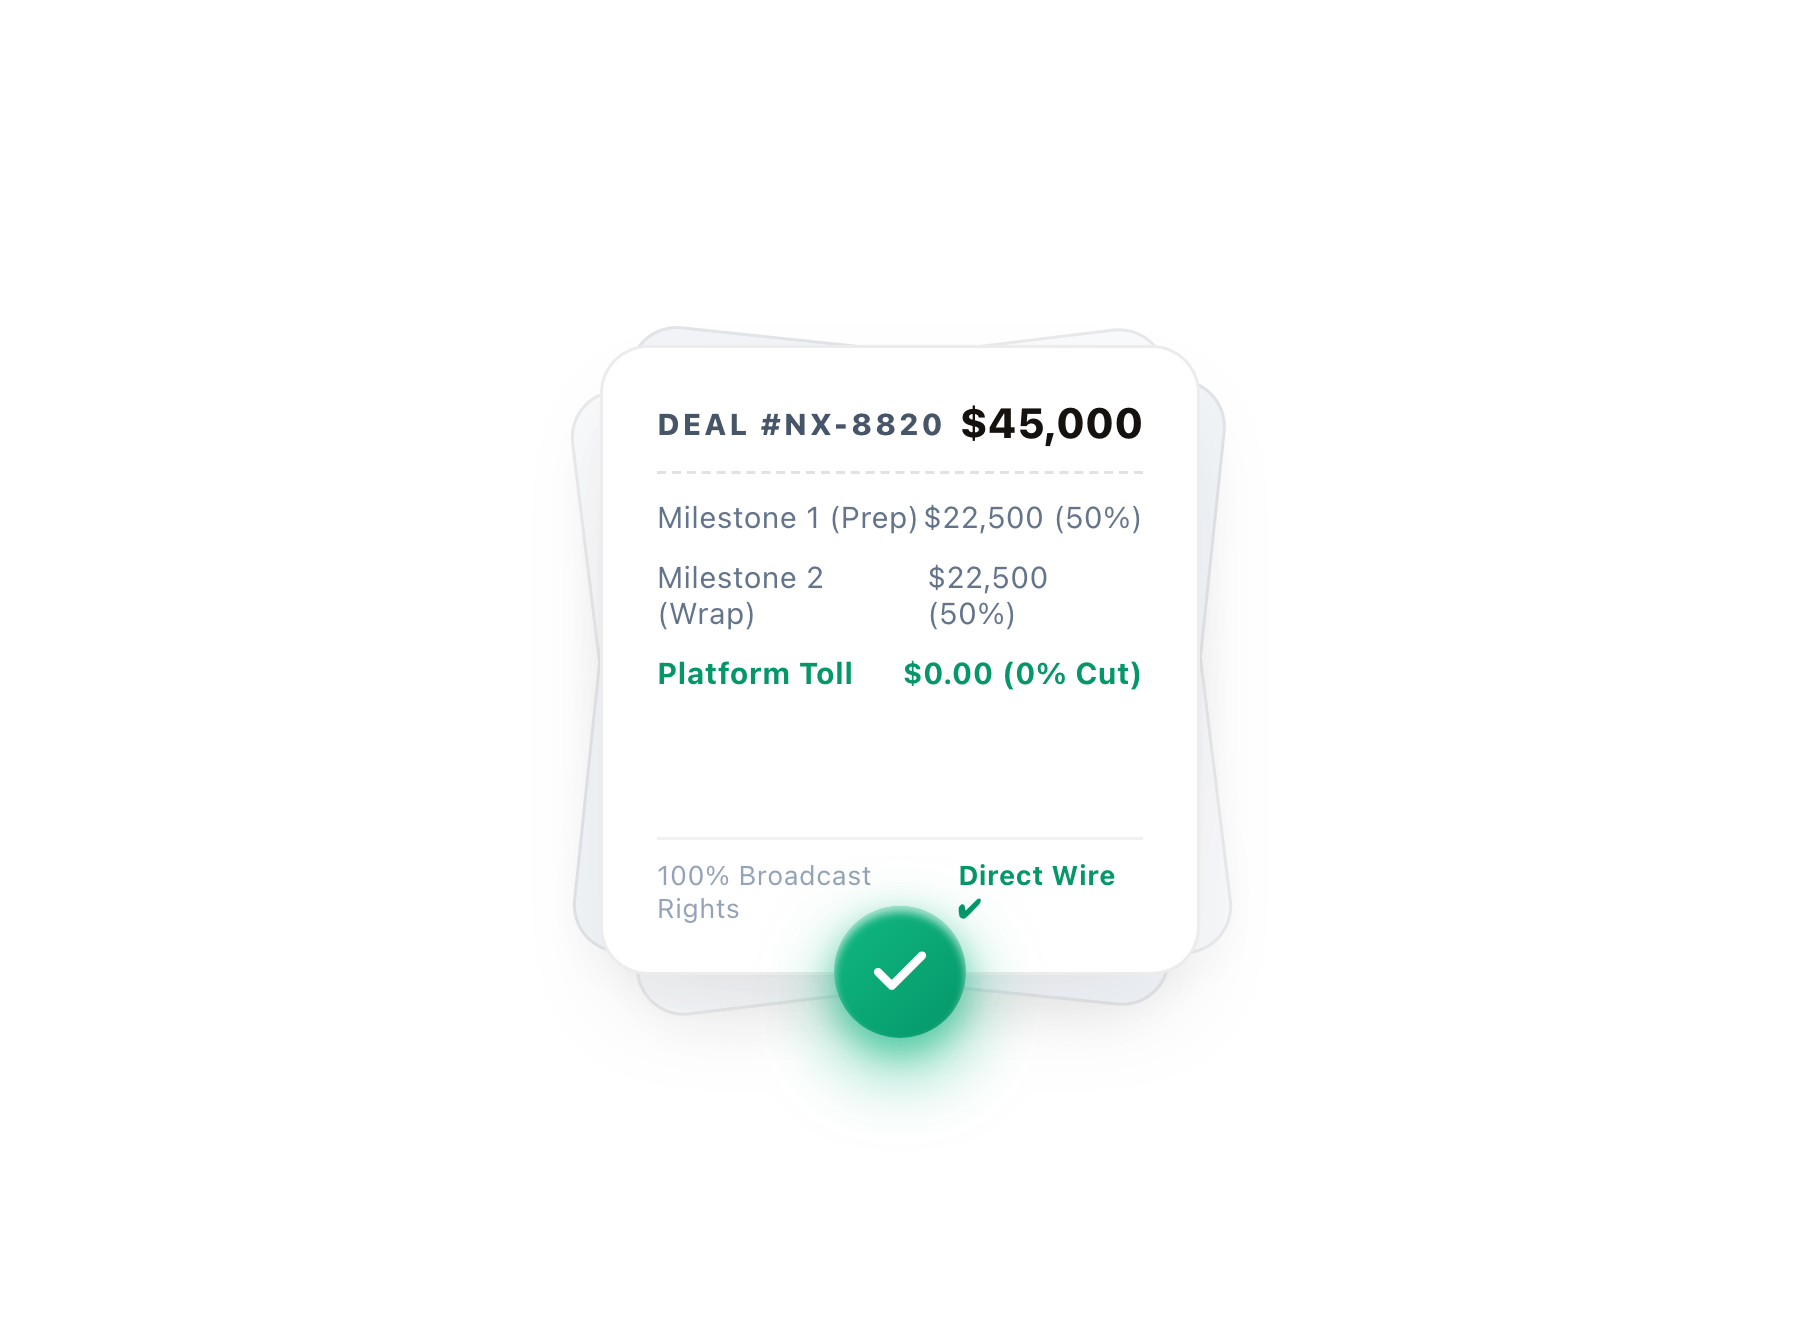 DEAL #NX-8820 $45,000
Milestone 1 (Prep) $22,500 (50%)
Milestone 2 $22,500
(Wrap) (50%)
Platform Toll $0.00 (0% Cut)
100% Broadcast Direct Wire
Rights ✔